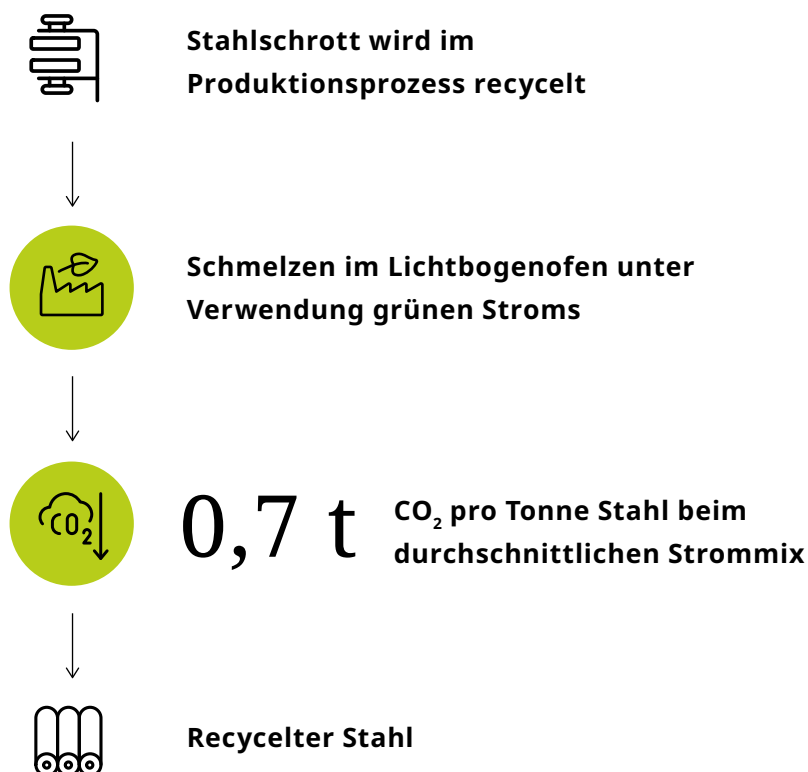 Stahlschrott wird im
Produktionsprozess recycelt
Schmelzen im Lichtbogenofen unter
Verwendung grünen Stroms
CO2
0,7 t
CO₂ pro Tonne Stahl beim
durchschnittlichen Strommix
Recycelter Stahl